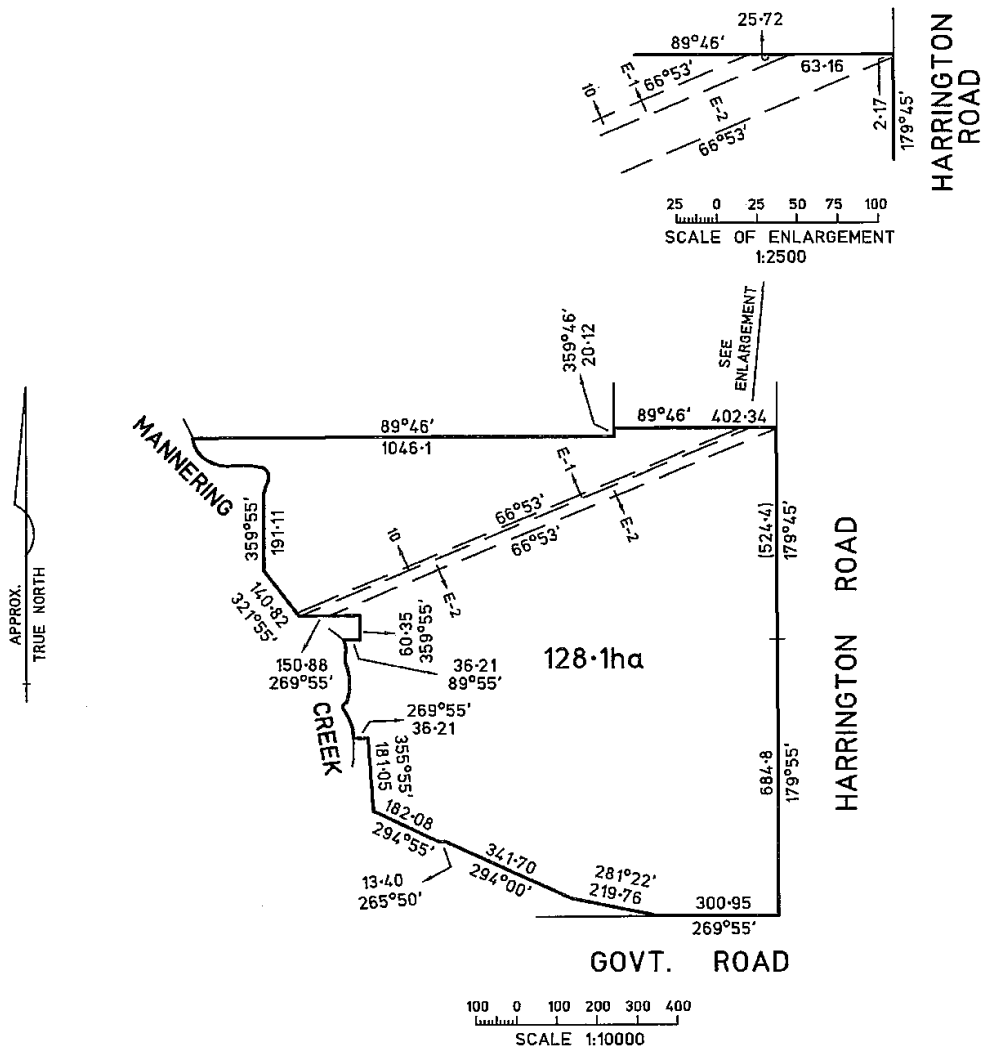 25·72
89°46'
63·16
E-1
66°53'
10
E-2
66°53'
2·17
179°45'
HARRINGTON
ROAD
25 0 25 50 75 100
SCALE OF ENLARGEMENT
1:2500
SEE
ENLARGEMENT
359°46'
20·12
89°46'
402·34
89°46'
1046·1
MANNERING
APPROX.
TRUE NORTH
359°55'
191·11
E-1
66°53'
10
66°53'
E-2
E-2
(524·4)
179°45'
HARRINGTON ROAD
140·82
321°55'
60·35
359°55'
128·1ha
150·88
269°55'
36·21
89°55'
CREEK
269°55'
36·21
355°55'
181·05
684·8
179°55'
182·08
294°55'
13·40
265°50'
341·70
294°00'
281°22'
219·76
300·95
269°55'
GOVT. ROAD
100 0 100 200 300 400
SCALE 1:10000